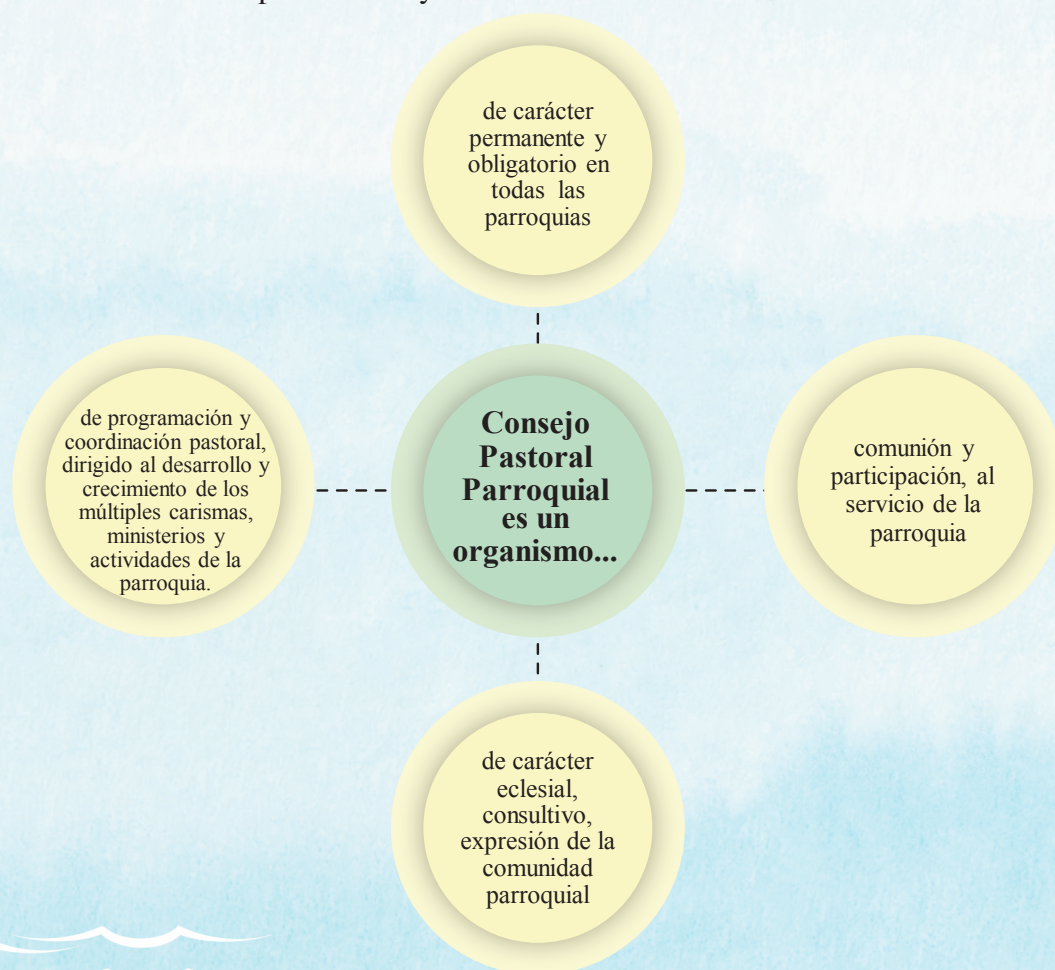 de carácter
permanente y
obligatorio en
todas las
parroquias
de programación y
coordinación pastoral,
dirigido al desarrollo y
crecimiento de los
múltiples carismas,
ministerios y
actividades de la
parroquia.
Consejo
Pastoral
Parroquial
es un
organismo...
comunión y
participación, al
servicio de la
parroquia
de carácter
eclesial,
consultivo,
expresión de la
comunidad
parroquial